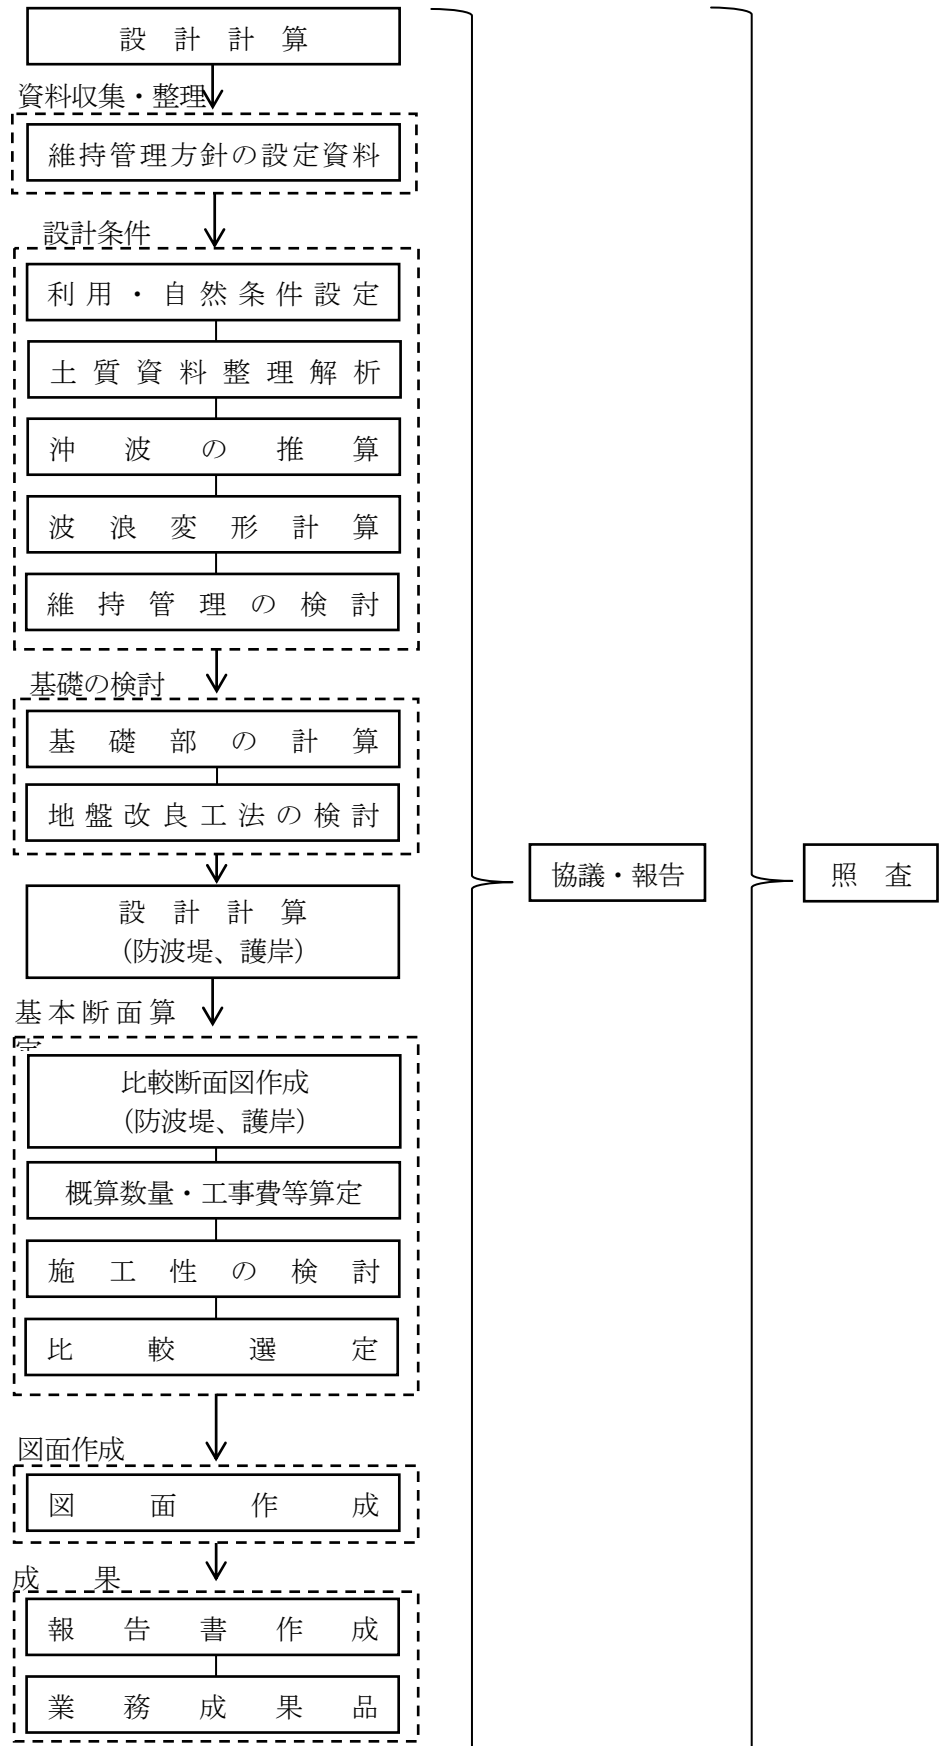 設計計算
資料収集・整理
維持管理方針の設定資料
設計条件
利用・自然条件設定
土質資料整理解析
沖波の推算
波浪変形計算
維持管理の検討
基礎の検討
基礎部の計算
地盤改良工法の検討
設計計算
(防波堤、護岸)
基本断面算
比較断面図作成
(防波堤、護岸)
概算数量・工事費等算定
施工性の検討
比較選定
図面作成
図面作成
成果
報告書作成
業務成果品
協議・報告
照査